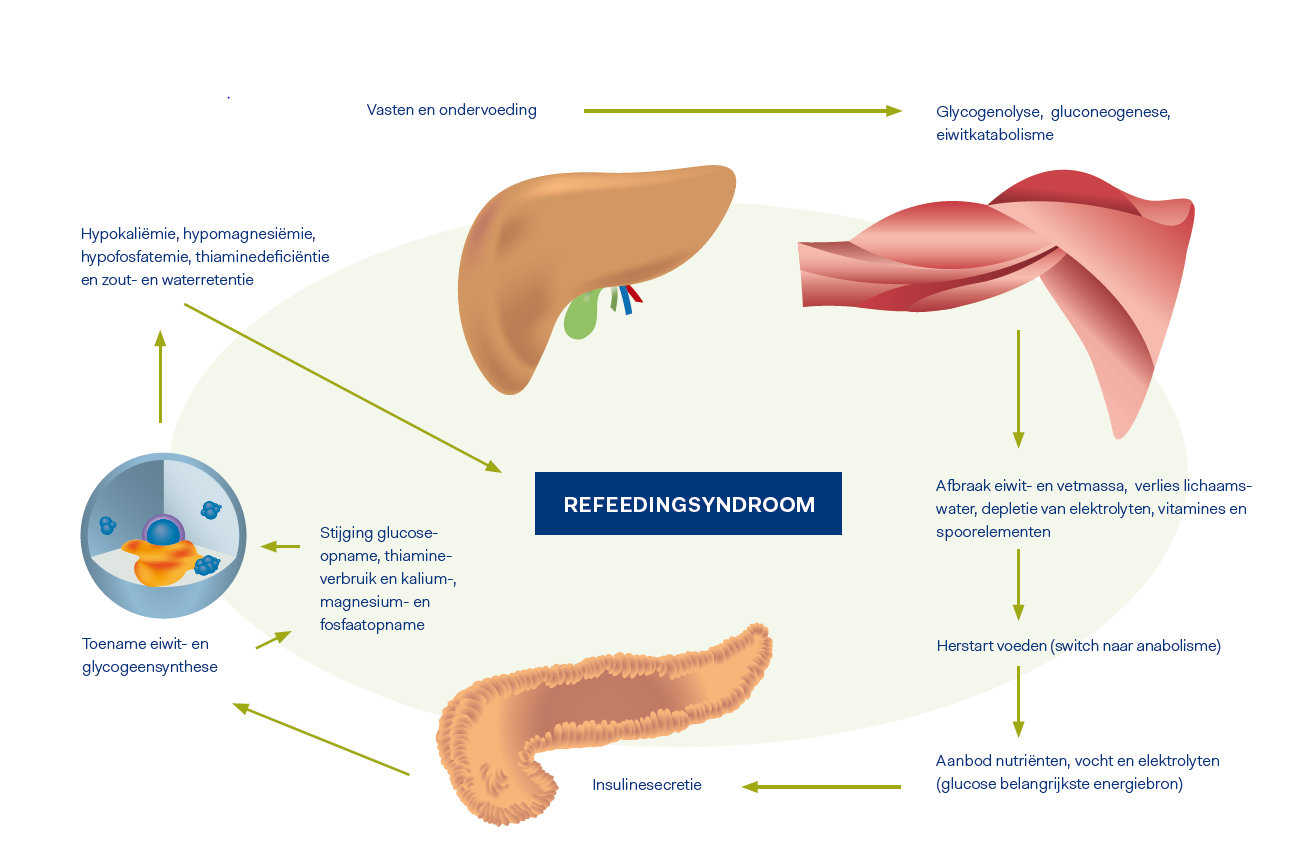 Vasten en ondervoeding
Glycogenolyse, gluconeogenese,
eiwitkatabolisme
Hypokaliëmie, hypomagnesiëmie,
hypofosfatemie, thiaminedeficiëntie
en zout- en waterretentie
REFEEDINGSYNDROOM
Afbraak eiwit- en vetmassa, verlies lichaams-
water, depletie van elektrolyten, vitamines en
spoorelementen
Stijging glucose-
opname, thiamine-
verbruik en kalium-,
magnesium- en
fosfaatopname
Toename eiwit- en
glycogeensynthese
Herstart voeden (switch naar anabolisme)
Insulinesecretie
Aanbod nutriënten, vocht en elektrolyten
(glucose belangrijkste energiebron)